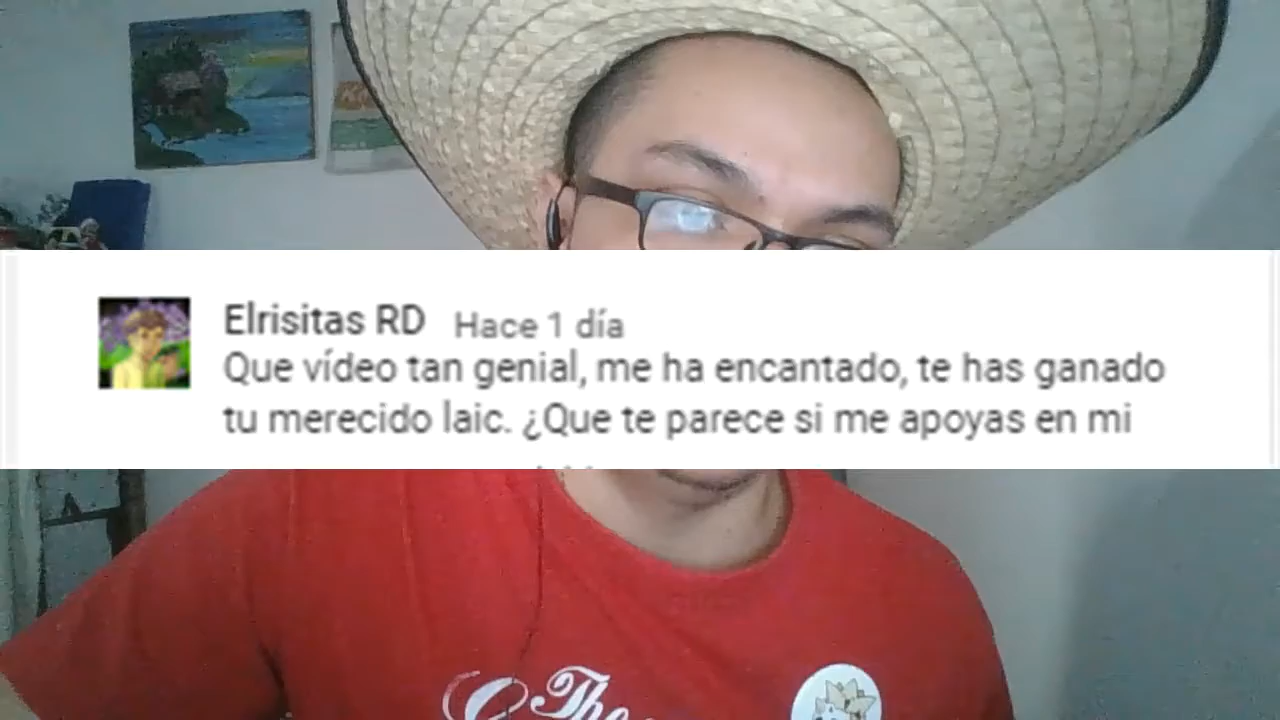 Elrisitas RD Hace 1 día
Que vídeo tan genial, me ha encantado, te has ganado
tu merecido laic. ¿Que te parece si me apoyas en mi
The